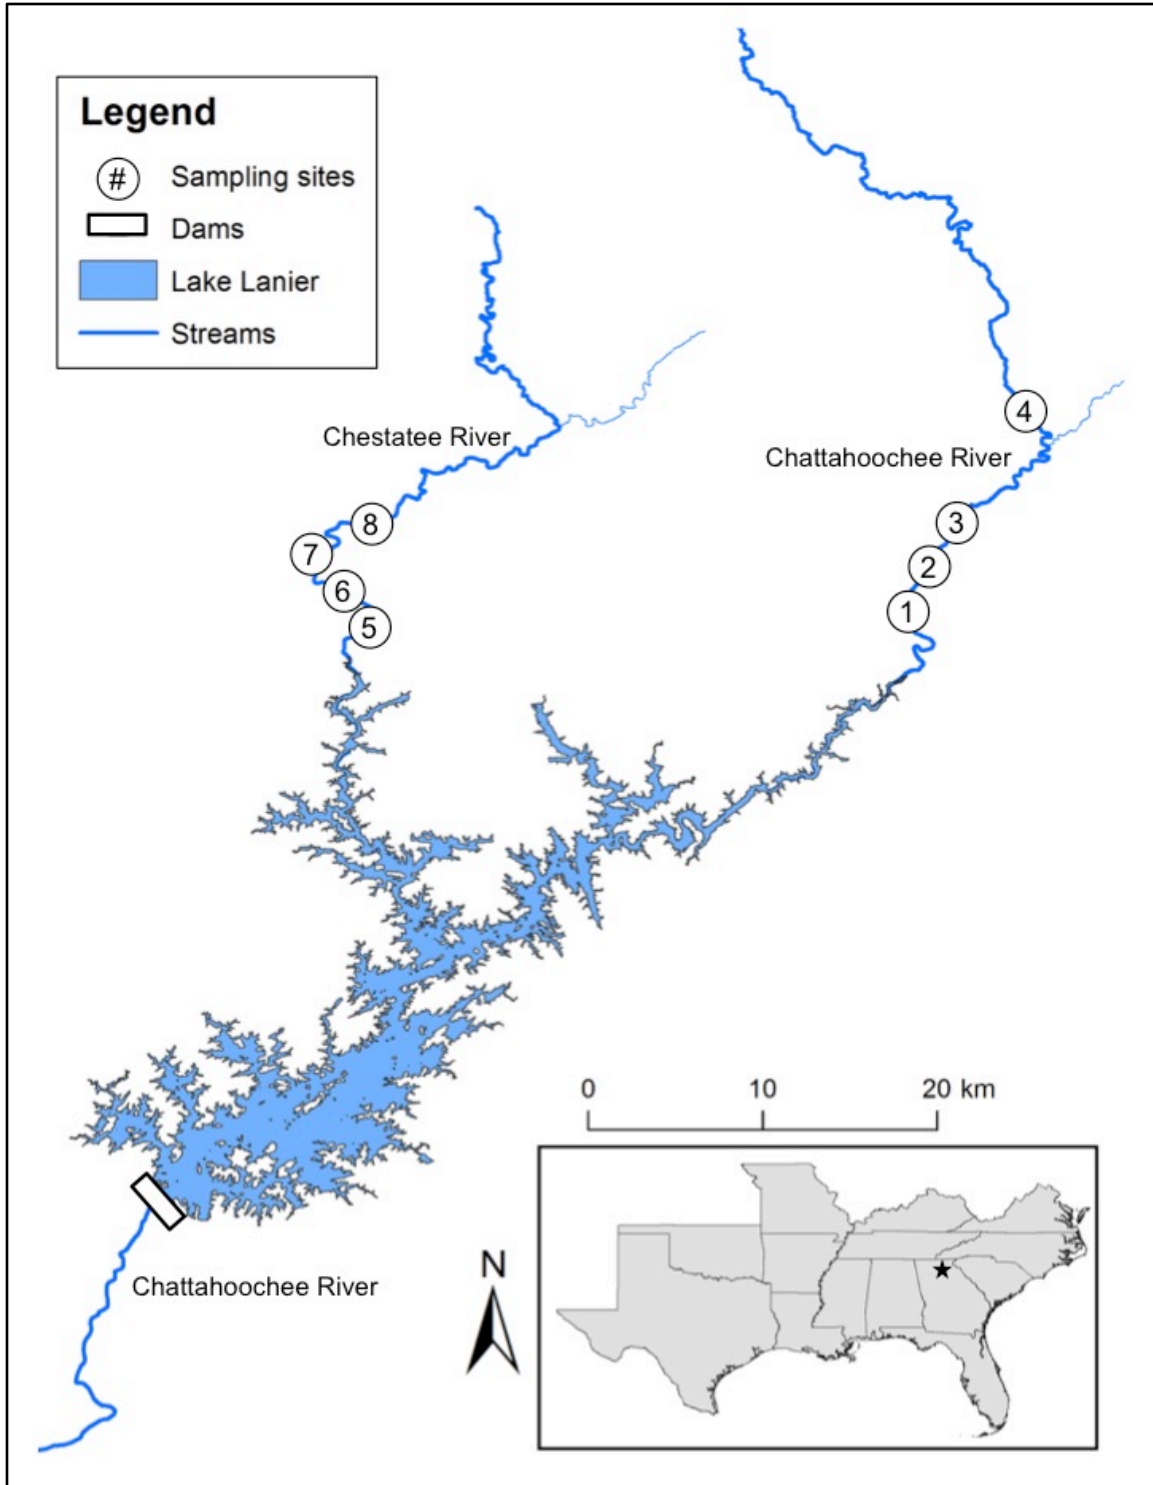 Legend
# Sampling sites
Dams
Lake Lanier
Streams
Chestatee River
4
Chattahoochee River
3
8
7
2
6
1
5
0 10 20 km
Chattahoochee River
N